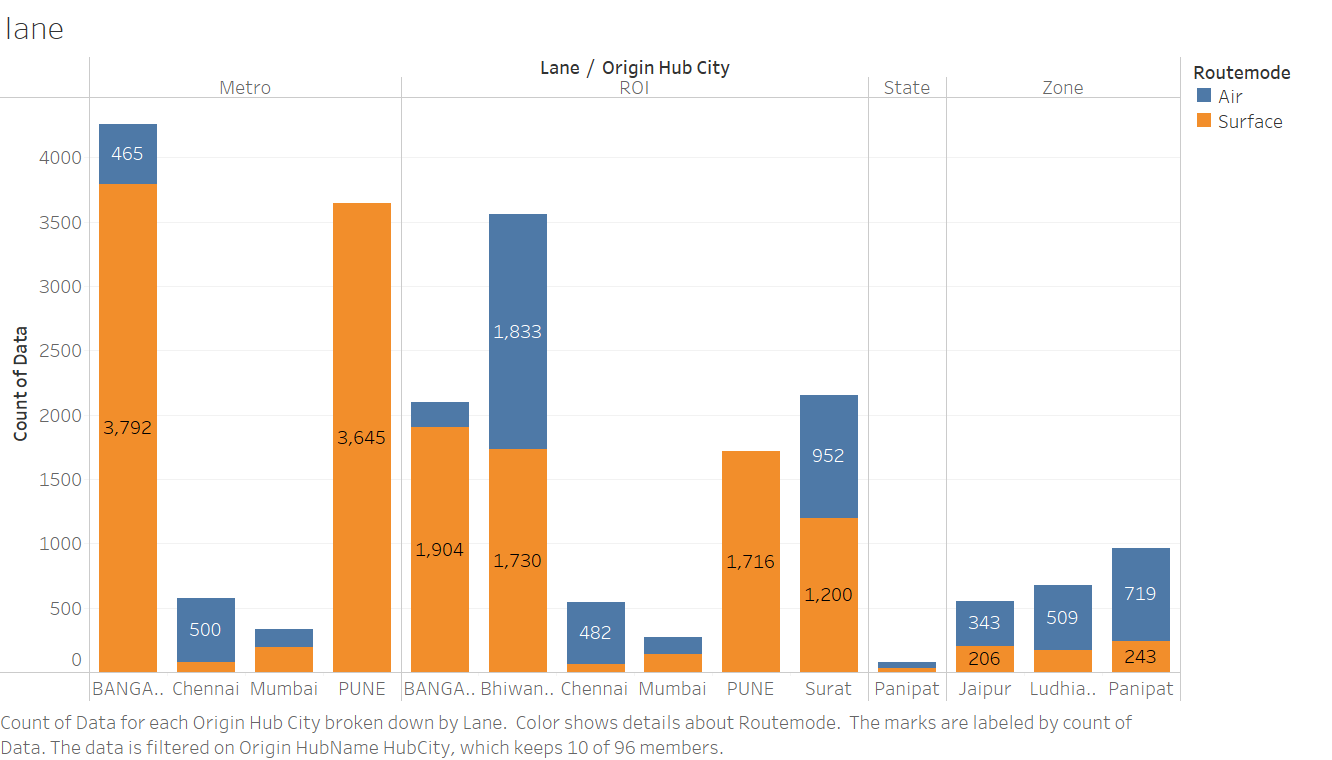 lane
Lane / Origin Hub City
Metro ROI State Zone
Routemode
Air
Surface
Count of Data
4000
3500
3000
2500
2000
1500
1000
500
0
465
3,792
500
3,645
1,904
1,833
1,730
482
1,716
952
1,200
343
206
509
719
243
BANGA.. Chennai Mumbai PUNE BANGA.. Bhiwan.. Chennai Mumbai PUNE Surat Panipat Jaipur Ludhia.. Panipat
Count of Data for each Origin Hub City broken down by Lane. Color shows details about Routemode. The marks are labeled by count of
Data. The data is filtered on Origin HubName HubCity, which keeps 10 of 96 members.